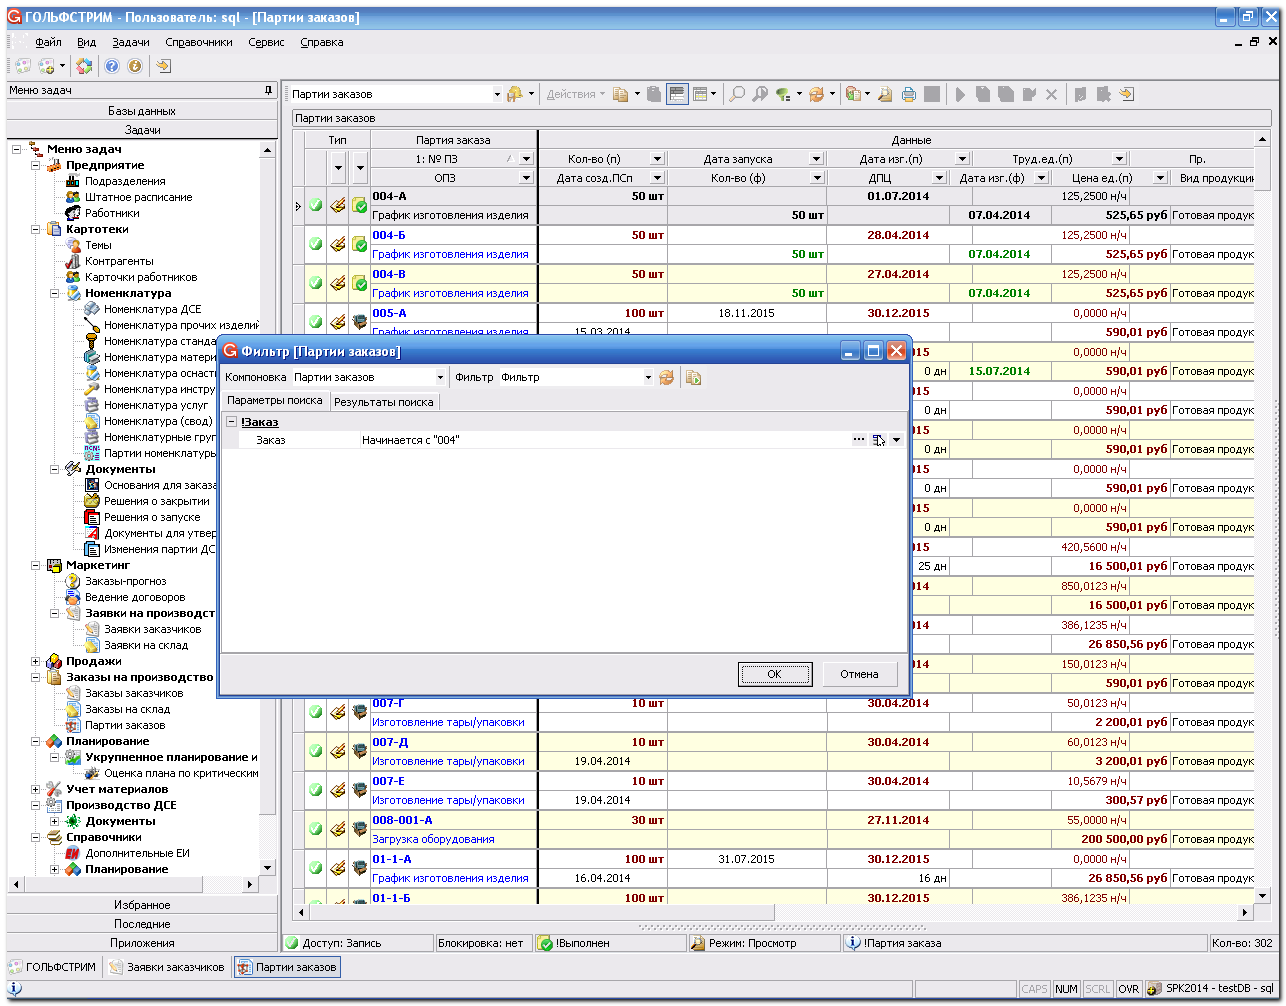 ГОЛЬФСТРИМ - Пользователь: sql - [Партии заказов]
Файл Вид Задачи Справочники Сервис Справка
Меню задач
Базы данных
Задачи
Меню задач
Предприятие
Подразделения
Штатное расписание
Работники
Картотеки
Темы
Контрагенты
Карточки работников
Номенклатура
Номенклатура ДСЕ
Номенклатура прочих изделий
Номенклатура станда
Номенклатура матери
Номенклатура оснаст
Номенклатура инстру
Номенклатура услуг
Номенклатура (свод)
Номенклатурные груп
Партии номенклатуры
Документы
Основания для заказа
Решения о закрытии
Решения о запуске
Документы для утвер
Изменения партии ДС
Маркетинг
Заказы-прогноз
Ведение договоров
Заявки на производст
Заявки заказчиков
Заявки на склад
Продажи
Заказы на производство
Заказы заказчиков
Заказы на склад
Партии заказов
Планирование
Укрупненное планирование и
Оценка плана по критическим
Учет материалов
Производство ДСЕ
Документы
Справочники
Дополнительные ЕИ
Планирование
Избранное
Последние
Приложения
Партии заказов Действия
Партии заказов
Тип Партия заказа Данные
1: № ПЗ Кол-во (п) Дата запуска Дата изг.(п) Труд.ед.(п) Пр.
ОПЗ Дата созд.ПСп Кол-во (ф) ДПЦ Дата изг.(ф) Цена ед.(п) Вид продукции
004-А 50 шт 01.07.2014 125,2500 н/ч
График изготовления изделия 50 шт 07.04.2014 525,65 руб Готовая продук
004-Б 50 шт 28.04.2014 125,2500 н/ч
График изготовления изделия 50 шт 07.04.2014 525,65 руб Готовая продук
004-В 50 шт 27.04.2014 125,2500 н/ч
График изготовления изделия 50 шт 07.04.2014 525,65 руб Готовая продук
005-А 100 шт 18.11.2015 30.12.2015 0,0000 н/ч
График изготовления изделия 15.03.2014 590,01 руб Готовая продук
015 0,0000 н/ч
0 дн 15.07.2014 590,01 руб Готовая продук
015 0,0000 н/ч
0 дн 590,01 руб Готовая продук
015 0,0000 н/ч
0 дн 590,01 руб Готовая продук
015 0,0000 н/ч
0 дн 590,01 руб Готовая продук
015 0,0000 н/ч
0 дн 590,01 руб Готовая продук
015 420,5600 н/ч
25 дн 16 500,01 руб Готовая продук
014 850,0123 н/ч
16 500,01 руб Готовая продук
014 386,1235 н/ч
26 850,56 руб Готовая продук
014 150,0123 н/ч
590,01 руб Готовая продук
Фильтр [Партии заказов]
Компоновка Партии заказов Фильтр Фильтр
Параметры поиска Результаты поиска
!Заказ
Заказ Начинается с "004"
OK Отмена
007-Г 10 шт 30.04.2014 50,0123 н/ч
Изготовление тары/упаковки 2 200,01 руб Готовая продук
007-Д 10 шт 30.04.2014 60,0123 н/ч
Изготовление тары/упаковки 19.04.2014 3 200,01 руб Готовая продук
007-Е 10 шт 30.04.2014 10,5679 н/ч
Изготовление тары/упаковки 19.04.2014 300,57 руб Готовая продук
008-001-А 30 шт 27.11.2014 55,0000 н/ч
Загрузка оборудования 200 500,00 руб Готовая продук
01-1-А 100 шт 31.07.2015 30.12.2015 0,0000 н/ч
График изготовления изделия 16.04.2014 16 дн 26 850,56 руб Готовая продук
01-1-Б 100 шт 30.12.2015 386,1235 н/ч
Доступ: Запись Блокировка: нет !Выполнен Режим: Просмотр !Партия заказа Кол-во: 302
ГОЛЬФСТРИМ Заявки заказчиков Партии заказов
CAPS NUM SCRL OVR SPK2014 - testDB - sql